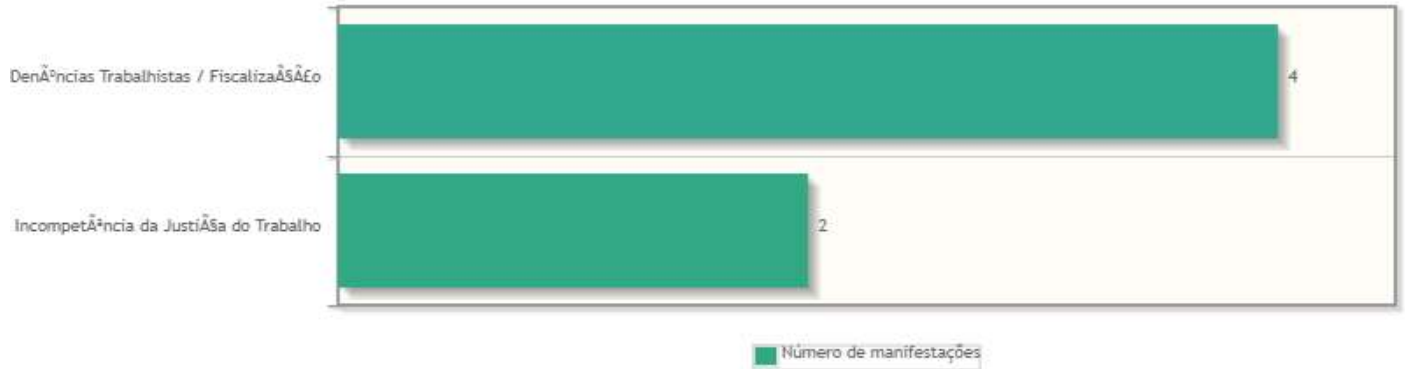 DenÃºncias Trabalhistas / FiscalizaÃ§Ã£o
4
IncompetÃªncia da JustiÃ§a do Trabalho
2
Número de manifestações